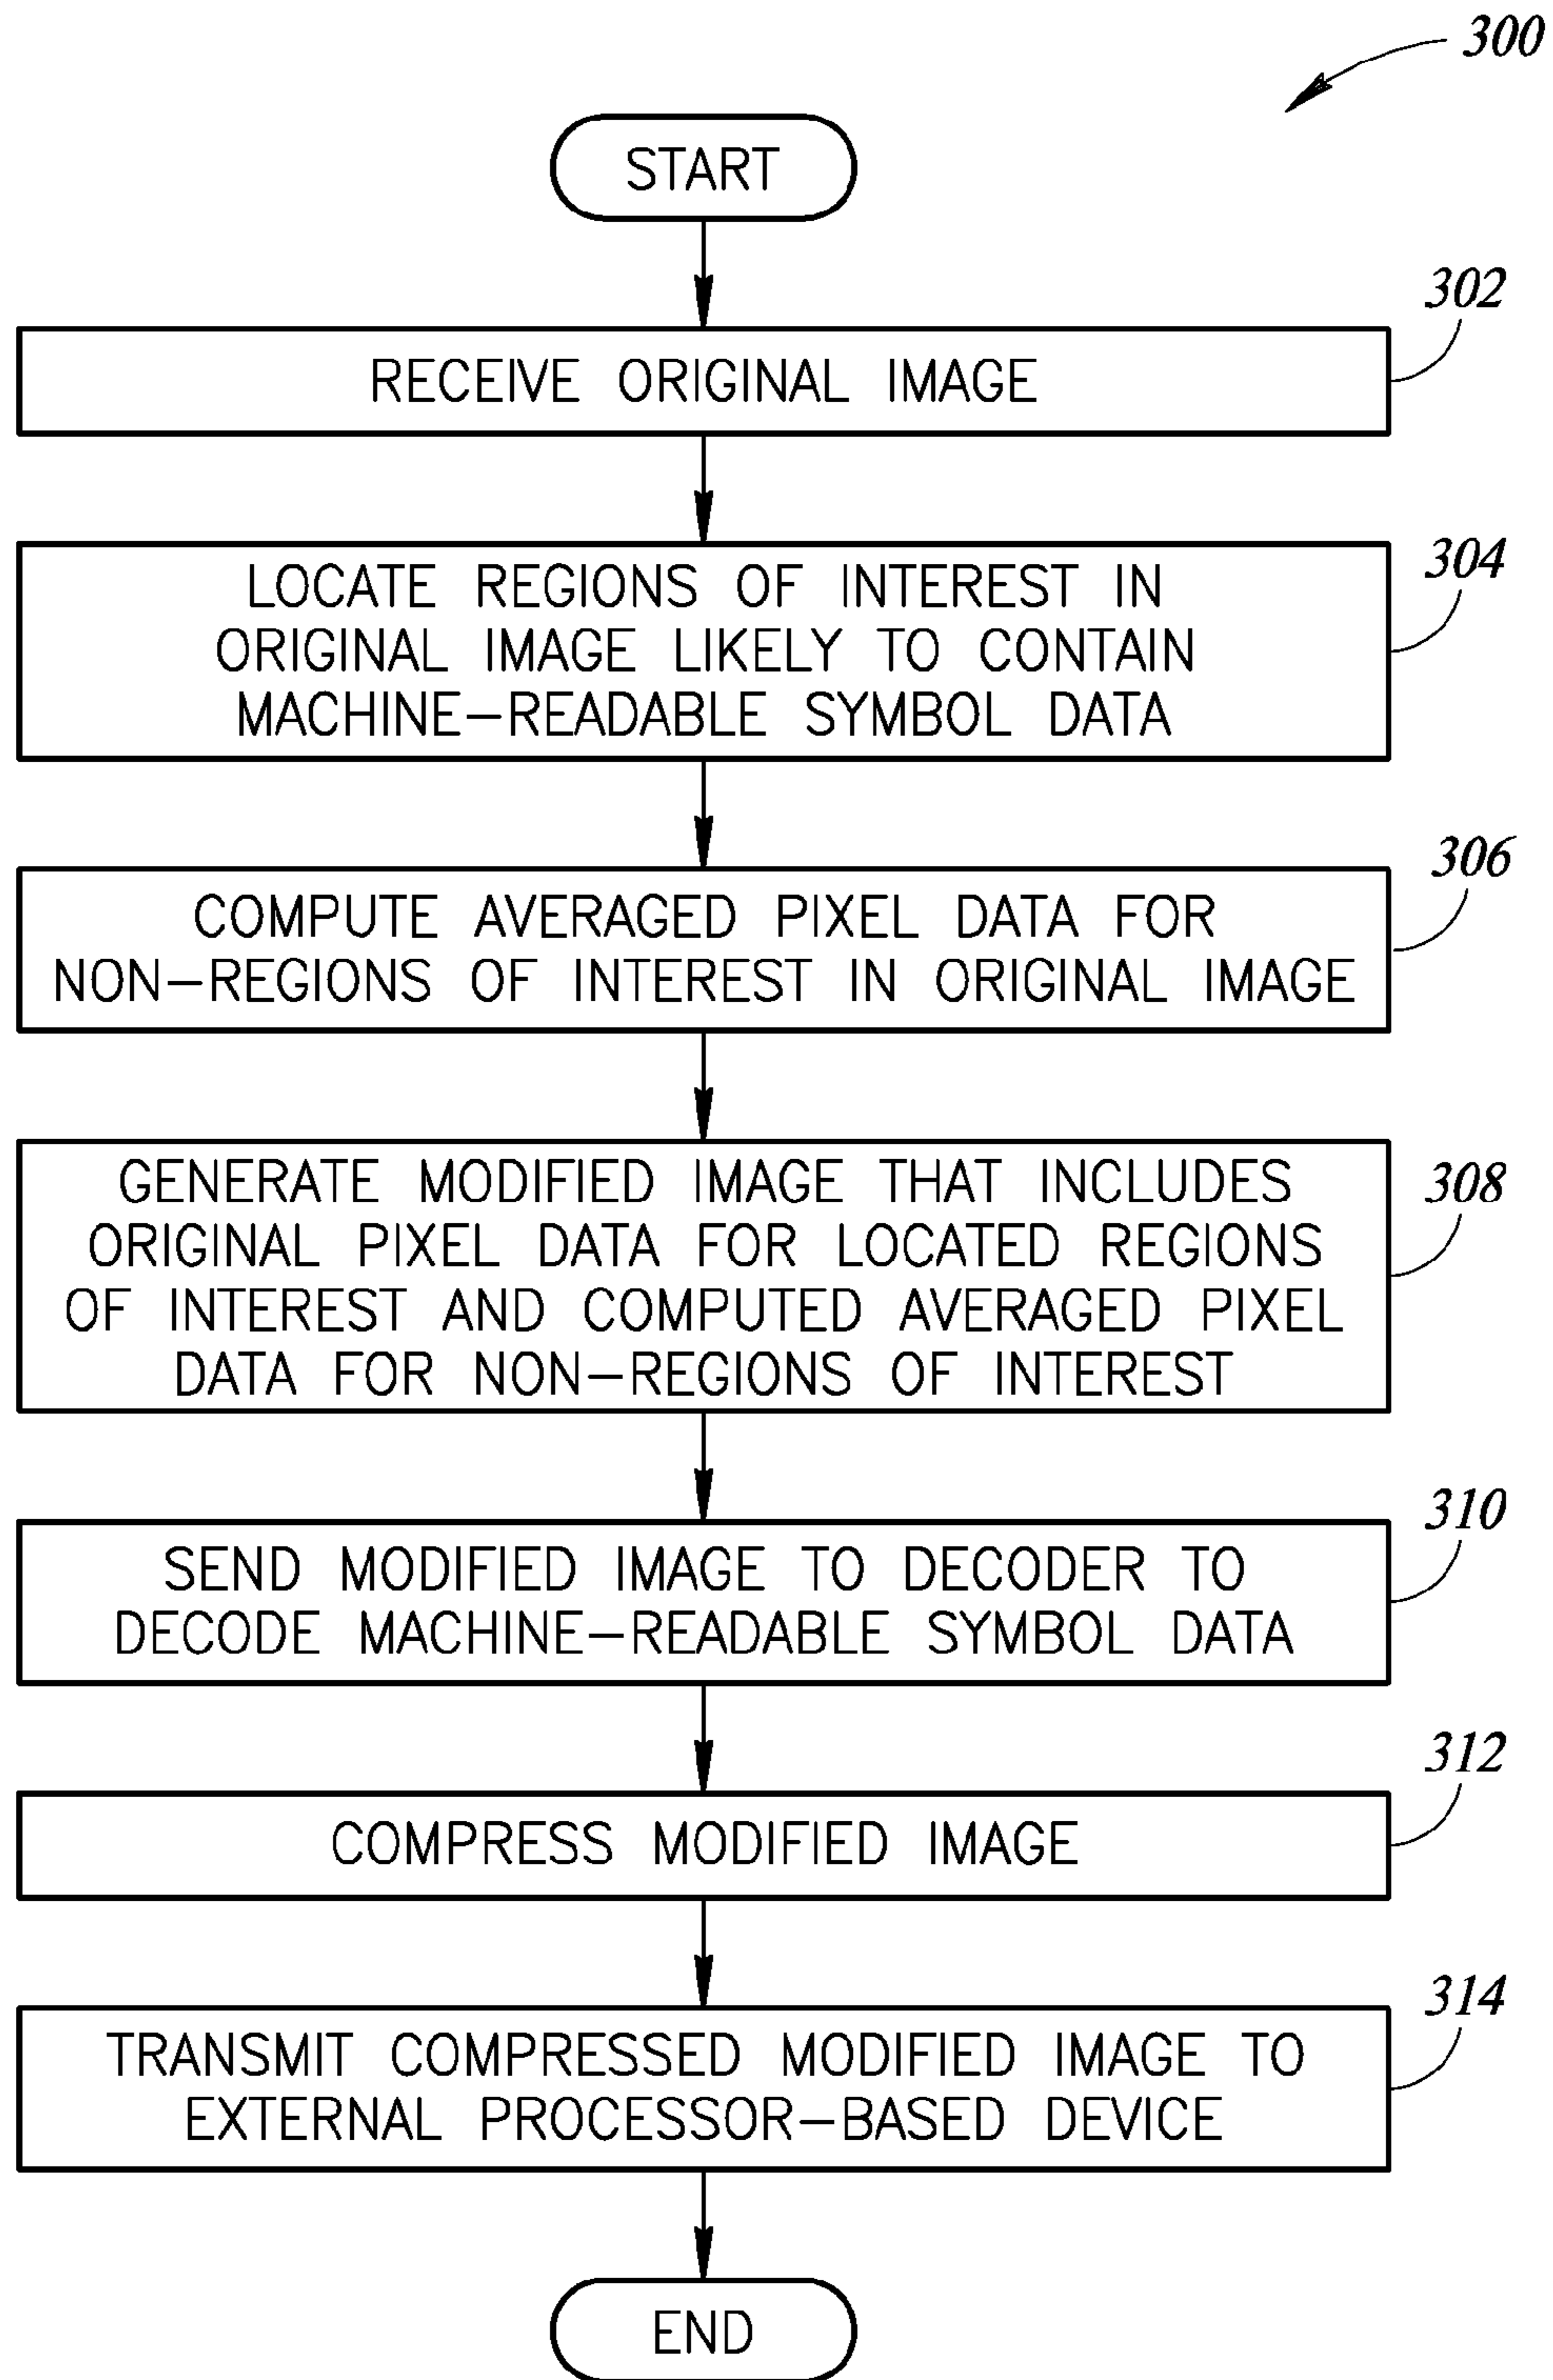 300
START
302
RECEIVE ORIGINAL IMAGE
304
LOCATE REGIONS OF INTEREST IN
ORIGINAL IMAGE LIKELY TO CONTAIN
MACHINE-READABLE SYMBOL DATA
306
COMPUTE AVERAGED PIXEL DATA FOR
NON-REGIONS OF INTEREST IN ORIGINAL IMAGE
308
GENERATE MODIFIED IMAGE THAT INCLUDES
ORIGINAL PIXEL DATA FOR LOCATED REGIONS
OF INTEREST AND COMPUTED AVERAGED PIXEL
DATA FOR NON-REGIONS OF INTEREST
310
SEND MODIFIED IMAGE TO DECODER TO
DECODE MACHINE-READABLE SYMBOL DATA
312
COMPRESS MODIFIED IMAGE
314
TRANSMIT COMPRESSED MODIFIED IMAGE TO
EXTERNAL PROCESSOR-BASED DEVICE
END